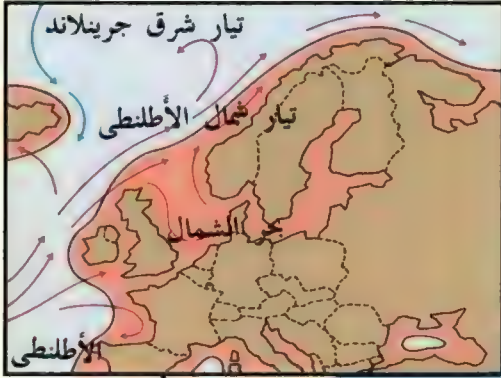 تيار شرق جرينلاند
تيار شمال الأطلنطى
بحر الشمال
الأطلنطى